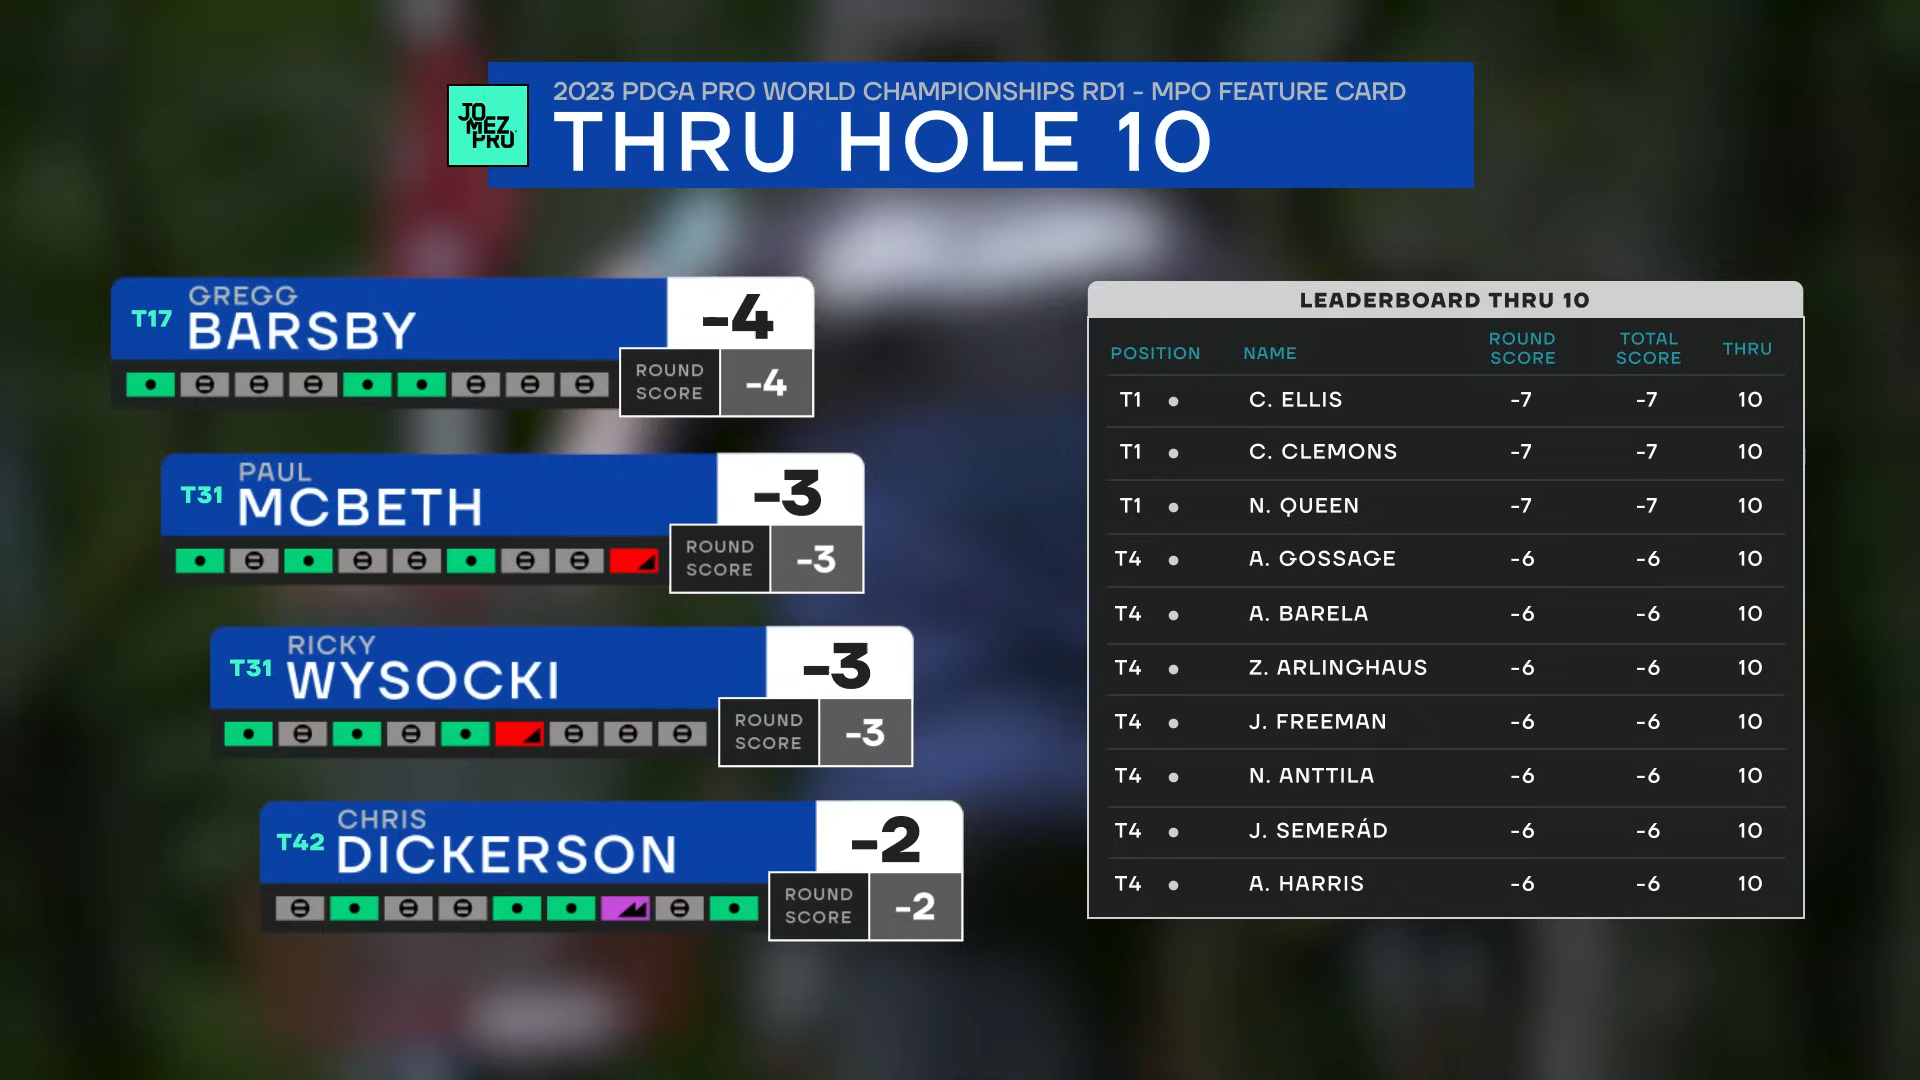 JO
MEZ
PRU
2023 PDGA PRO WORLD CHAMPIONSHIPS RD1 - MPO FEATURE CARD
THRU HOLE 10
T17 GREGG BARSBY -4
ROUND SCORE -4
T31 PAUL MCBETH -3
ROUND SCORE -3
T31 RICKY WYSOCKI -3
ROUND SCORE -3
T42 CHRIS DICKERSON -2
ROUND SCORE -2
LEADERBOARD THRU 10
POSITION NAME ROUND SCORE TOTAL SCORE THRU
T1 C. ELLIS -7 -7 10
T1 C. CLEMONS -7 -7 10
T1 N. QUEEN -7 -7 10
T4 A. GOSSAGE -6 -6 10
T4 A. BARELA -6 -6 10
T4 Z. ARLINGHAUS -6 -6 10
T4 J. FREEMAN -6 -6 10
T4 N. ANTTILA -6 -6 10
T4 J. SEMERÁD -6 -6 10
T4 A. HARRIS -6 -6 10